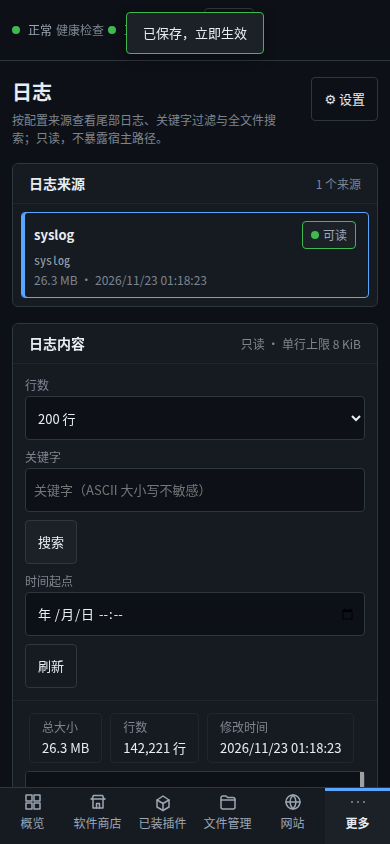 正常 健康检查
已保存，立即生效
日志
⚙ 设置
按配置来源查看尾部日志、关键字过滤与全文件搜
索；只读，不暴露宿主路径。
日志来源
1 个来源
syslog
可读
syslog
26.3 MB • 2026/11/23 01:18:23
日志内容
只读 • 单行上限 8 KiB
行数
200 行
关键字
关键字（ASCII 大小写不敏感）
搜索
时间起点
年 /月/日 --:--
刷新
总大小
行数
修改时间
26.3 MB
142,221 行
2026/11/23 01:18:23
概览
软件商店
已装插件
文件管理
网站
更多